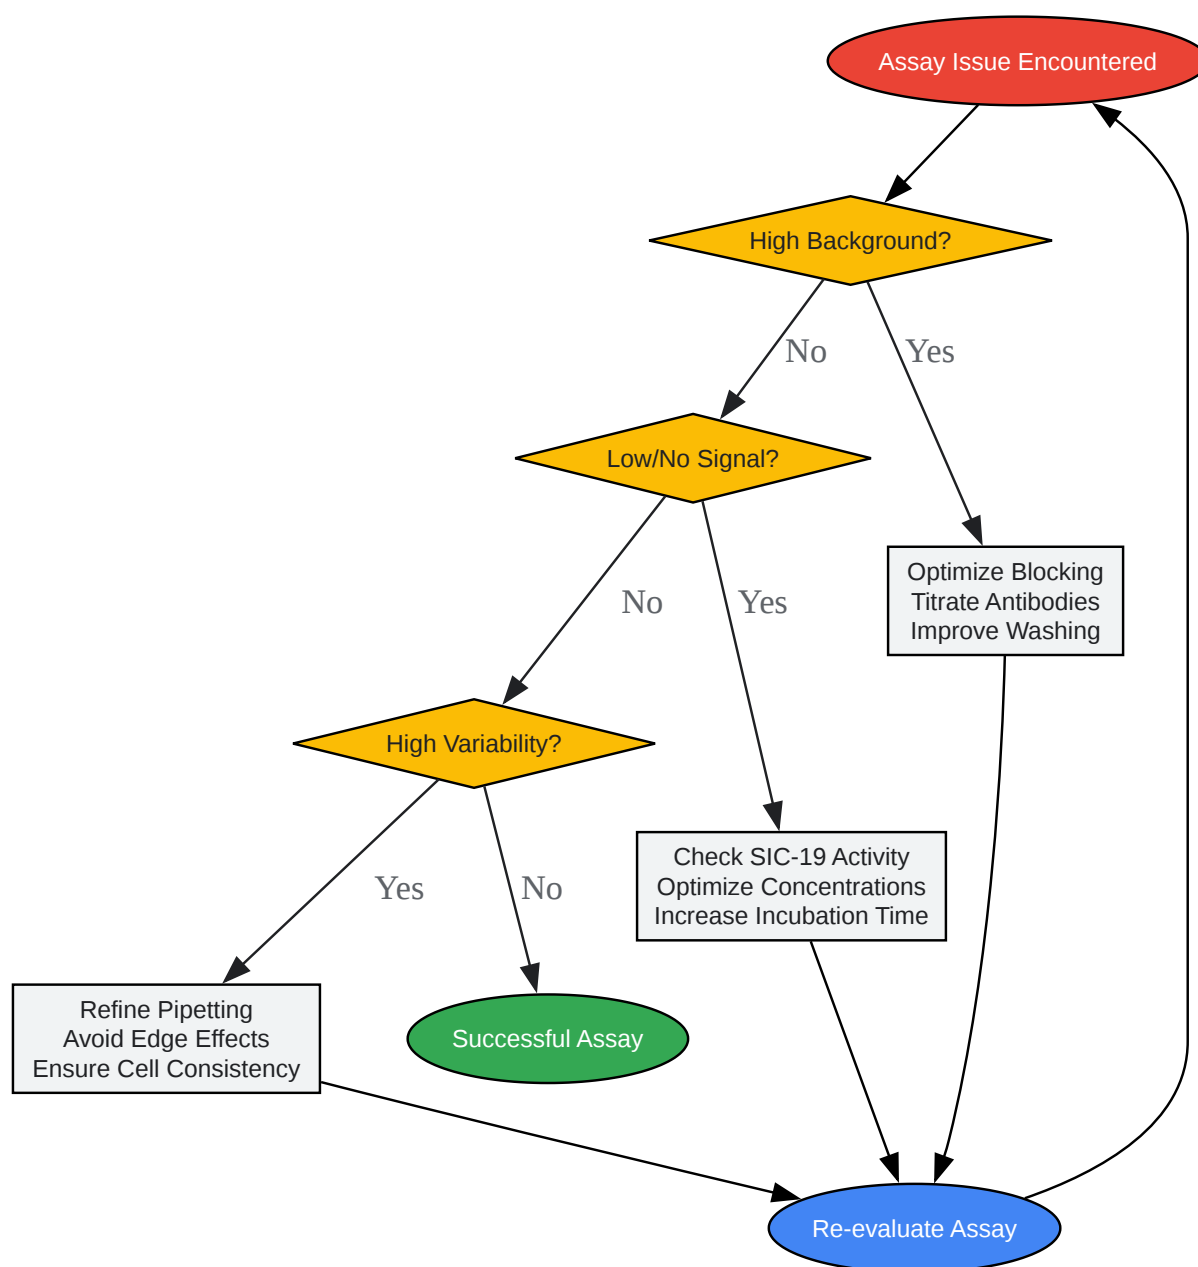 Assay Issue Encountered
High Background?
No
Yes
Low/No Signal?
Optimize Blocking
Titrate Antibodies
Improve Washing
No
Yes
High Variability?
Check SIC-19 Activity
Optimize Concentrations
Increase Incubation Time
Yes
No
Refine Pipetting
Avoid Edge Effects
Ensure Cell Consistency
Successful Assay
Re-evaluate Assay